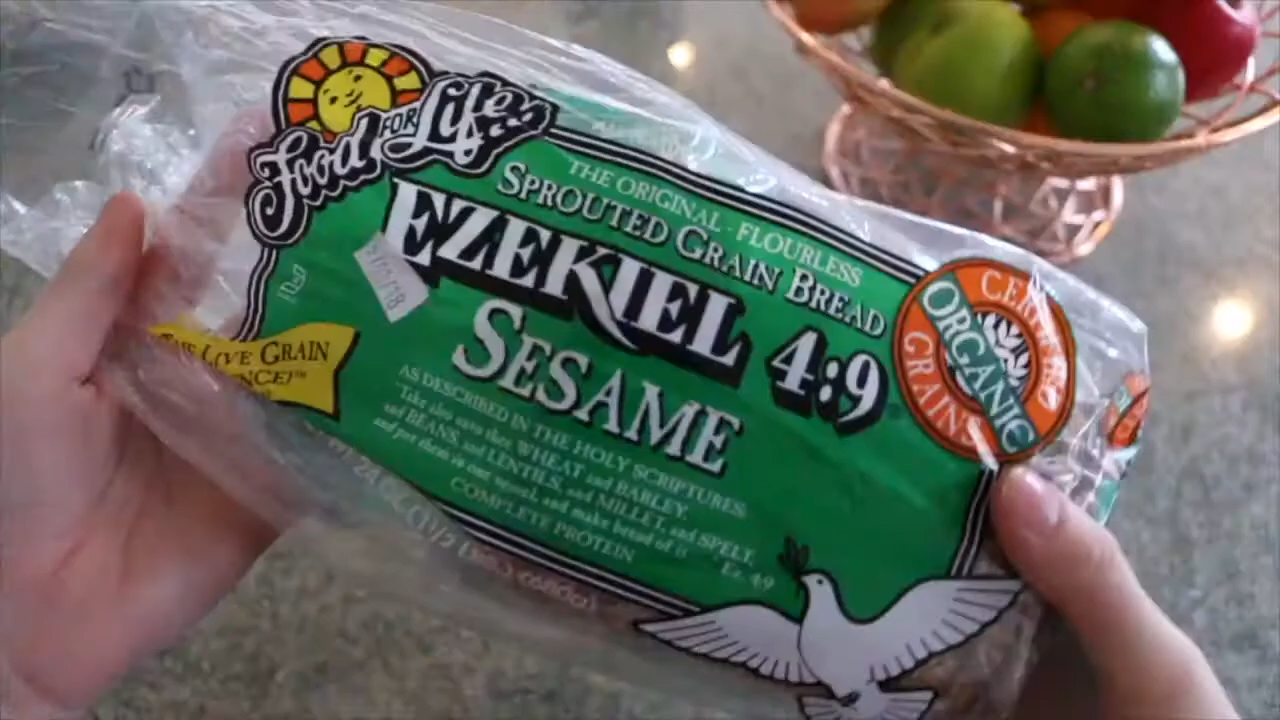 Food FOR Life
THE ORIGINAL - FLOURLESS
SPROUTED GRAIN BREAD
EZEKIEL 4:9
SESAME
AS DESCRIBED IN THE HOLY SCRIPTURES:
"Take also unto thee WHEAT and BARLEY,
and BEANS, and LENTILS, and MILLET, and SPELT,
and put them in one vessel, and make bread of it
Ez. 4:9
COMPLETE PROTEIN
LIVE GRAIN
CERTIFIED
ORGANIC
GRAINS